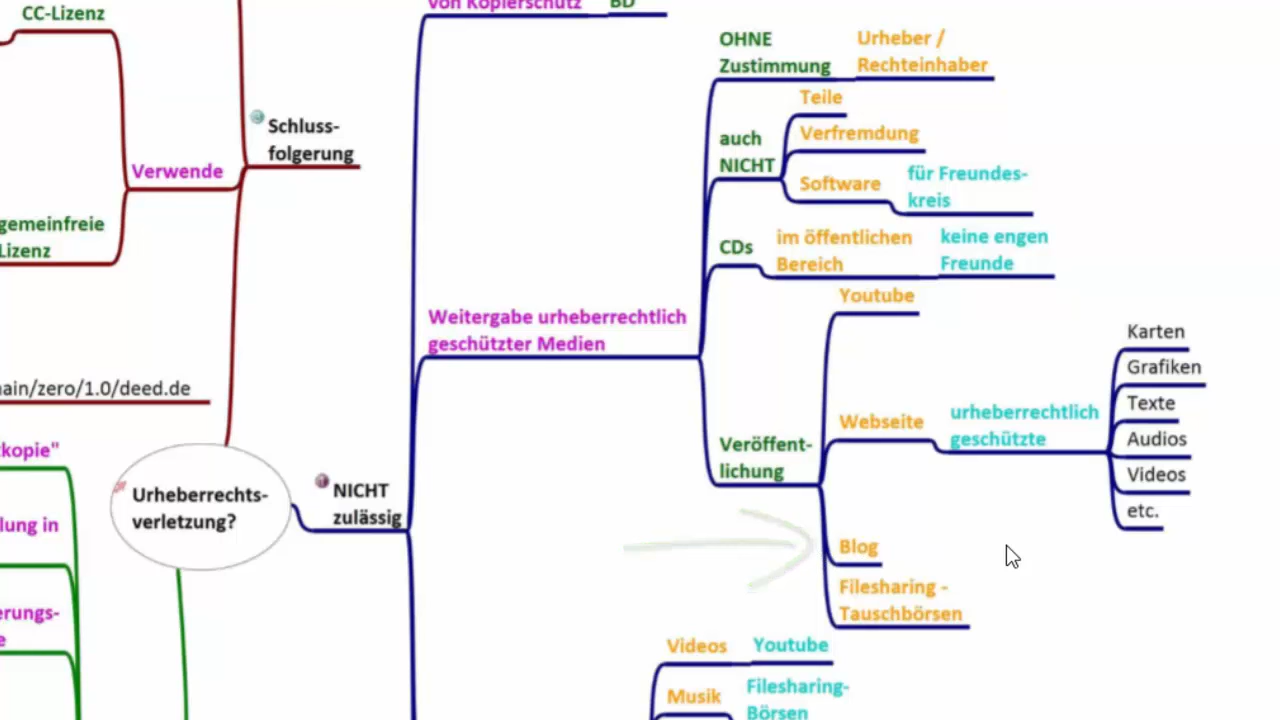 CC-Lizenz
Verwende
gemeinfreie
Lizenz
Schluss-
folgerung
ain/zero/1.0/deed.de
kopie"
lung in
erungs-
e
Urheberrechts-
verletzung?
NICHT
zulässig
von Kopierschutz
BD
Weitergabe urheberrechtlich
geschützter Medien
OHNE
Zustimmung
Urheber /
Rechteinhaber
auch
NICHT
Teile
Verfremdung
Software
für Freundes-
kreis
CDs
im öffentlichen
Bereich
keine engen
Freunde
Veröffent-
lichung
Youtube
Webseite
urheberrechtlich
geschützte
Karten
Grafiken
Texte
Audios
Videos
etc.
Blog
Filesharing -
Tauschbörsen
Videos
Youtube
Musik
Filesharing-
Börsen